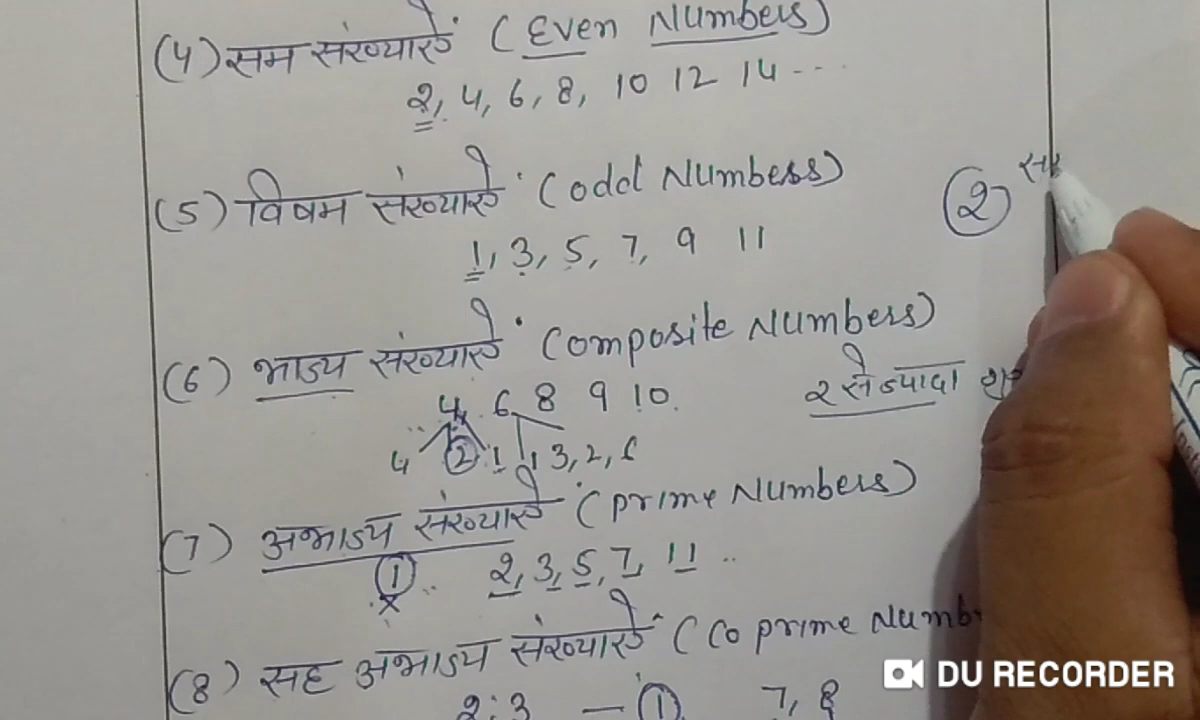 (4) सम संख्याएं (Even Numbers)
2, 4, 6, 8, 10 12 14 ---
(5) विषम संख्याएं (odd Numbers)
1, 3, 5, 7, 9 11
2
(6) भाज्य संख्याएं (omposite Numbers)
4, 6 8 9 10.
2 से ज्यादा
4 2 1 1 3, 2, 6
(7) अभाज्य संख्याएं (prime Numbers)
1 .. 2, 3, 5, 7, 11 ..
x
(8) सह अभाज्य संख्याएं (Co prime Numb
2, 3 — 1 7, 8
DU RECORDER